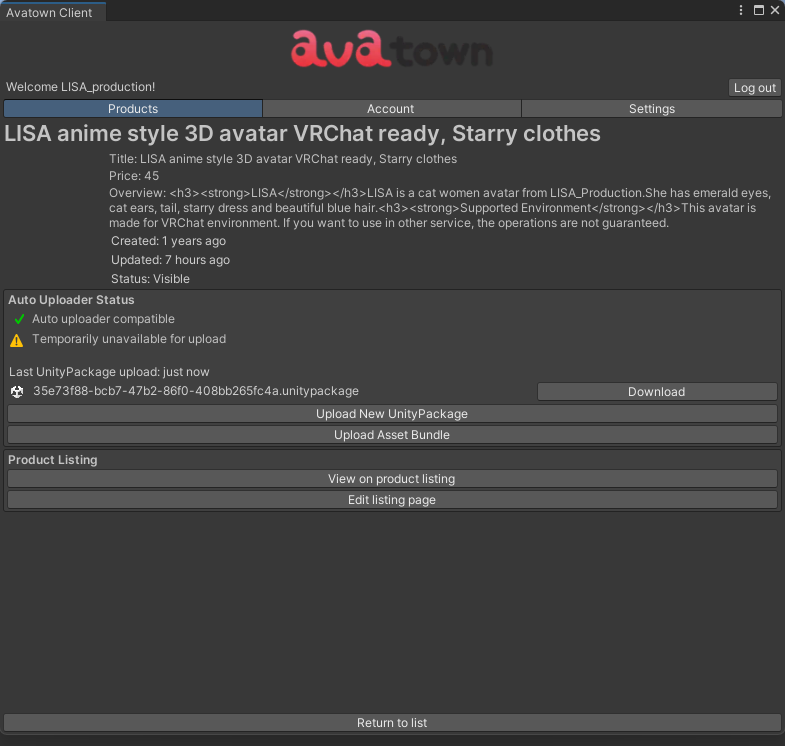 Avatown Client
avatown
Welcome LISA_production!
Log out
Products
Account
Settings
LISA anime style 3D avatar VRChat ready, Starry clothes
Title: LISA anime style 3D avatar VRChat ready, Starry clothes
Price: 45
Overview: <h3><strong>LISA</strong></h3>LISA is a cat women avatar from LISA_Production.She has emerald eyes,
cat ears, tail, starry dress and beautiful blue hair.<h3><strong>Supported Environment</strong></h3>This avatar is
made for VRChat environment. If you want to use in other service, the operations are not guaranteed.
Created: 1 years ago
Updated: 7 hours ago
Status: Visible
Auto Uploader Status
Auto uploader compatible
Temporarily unavailable for upload
Last UnityPackage upload: just now
35e73f88-bcb7-47b2-86f0-408bb265fc4a.unitypackage
Download
Upload New UnityPackage
Upload Asset Bundle
Product Listing
View on product listing
Edit listing page
Return to list